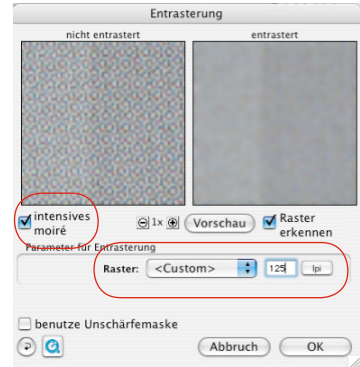 Entrasterung
nicht entrastert entrastert
intensives moiré 1x Vorschau Raster erkennen
Parameter für Entrasterung
Raster: <Custom> 125 lpi
benutze Unschärfemaske
Abbruch OK